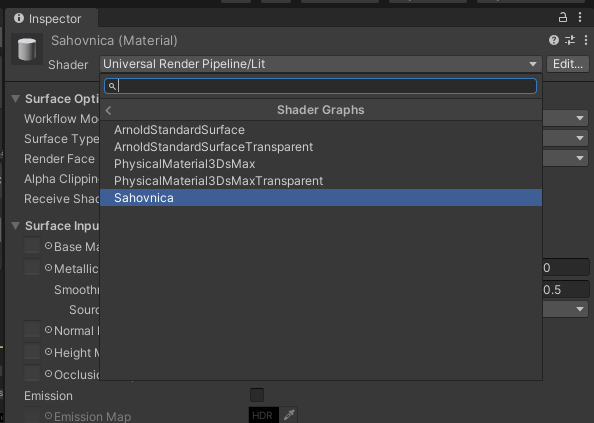 Inspector
Sahovnica (Material)
Shader Universal Render Pipeline/Lit Edit...
Shader Graphs
ArnoldStandardSurface
ArnoldStandardSurfaceTransparent
PhysicalMaterial3DsMax
PhysicalMaterial3DsMaxTransparent
Sahovnica
Surface Opti
Workflow Mo
Surface Type
Render Face
Alpha Clippin
Receive Shad
Surface Inpu
Base Ma
Metallic 0
Smoothn 0.5
Sour
Normal
Height M
Occlusio
Emission
Emission Map HDR